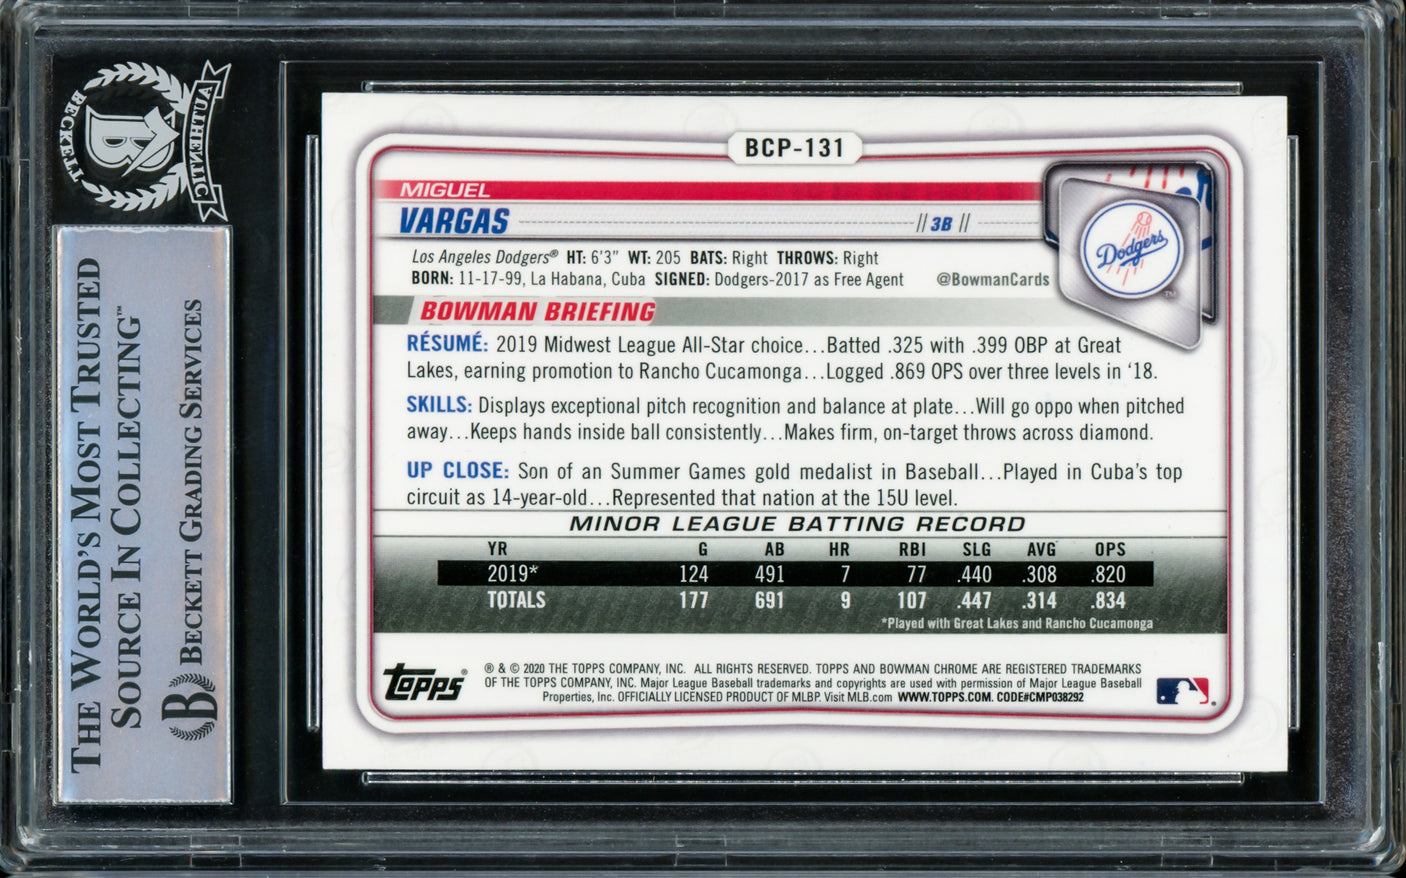 BECKETT
AUTHENTIC
B
THE WORLD'S MOST TRUSTED
SOURCE IN COLLECTING™
BECKETT GRADING SERVICES
BCP-131
MIGUEL
VARGAS // 3B //
Dodgers ™
Los Angeles Dodgers® HT: 6'3" WT: 205 BATS: Right THROWS: Right
BORN: 11-17-99, La Habana, Cuba SIGNED: Dodgers-2017 as Free Agent @BowmanCards
BOWMAN BRIEFING
RÉSUMÉ: 2019 Midwest League All-Star choice...Batted .325 with .399 OBP at Great
Lakes, earning promotion to Rancho Cucamonga...Logged .869 OPS over three levels in ‘18.
SKILLS: Displays exceptional pitch recognition and balance at plate...Will go oppo when pitched
away...Keeps hands inside ball consistently...Makes firm, on-target throws across diamond.
UP CLOSE: Son of an Summer Games gold medalist in Baseball...Played in Cuba's top
circuit as 14-year-old...Represented that nation at the 15U level.
MINOR LEAGUE BATTING RECORD
YR G AB HR RBI SLG AVG OPS
2019* 124 491 7 77 .440 .308 .820
TOTALS 177 691 9 107 .447 .314 .834
*Played with Great Lakes and Rancho Cucamonga
Topps®
® & © 2020 THE TOPPS COMPANY, INC. ALL RIGHTS RESERVED. TOPPS AND BOWMAN CHROME ARE REGISTERED TRADEMARKS
OF THE TOPPS COMPANY, INC. Major League Baseball trademarks and copyrights are used with permission of Major League Baseball
Properties, Inc. OFFICIALLY LICENSED PRODUCT OF MLBP. Visit MLB.com WWW.TOPPS.COM. CODE#CMP038292